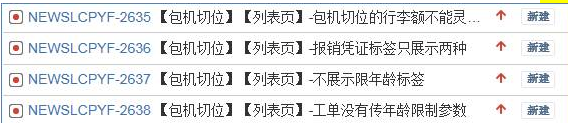 NEWSLCPYF-2635 【包机切位】【列表页】-包机切位的行李额不能灵... 新建
NEWSLCPYF-2636 【包机切位】【列表页】-报销凭证标签只展示两种 新建
NEWSLCPYF-2637 【包机切位】【列表页】-不展示限年龄标签 新建
NEWSLCPYF-2638 【包机切位】【列表页】-工单没有传年龄限制参数 新建